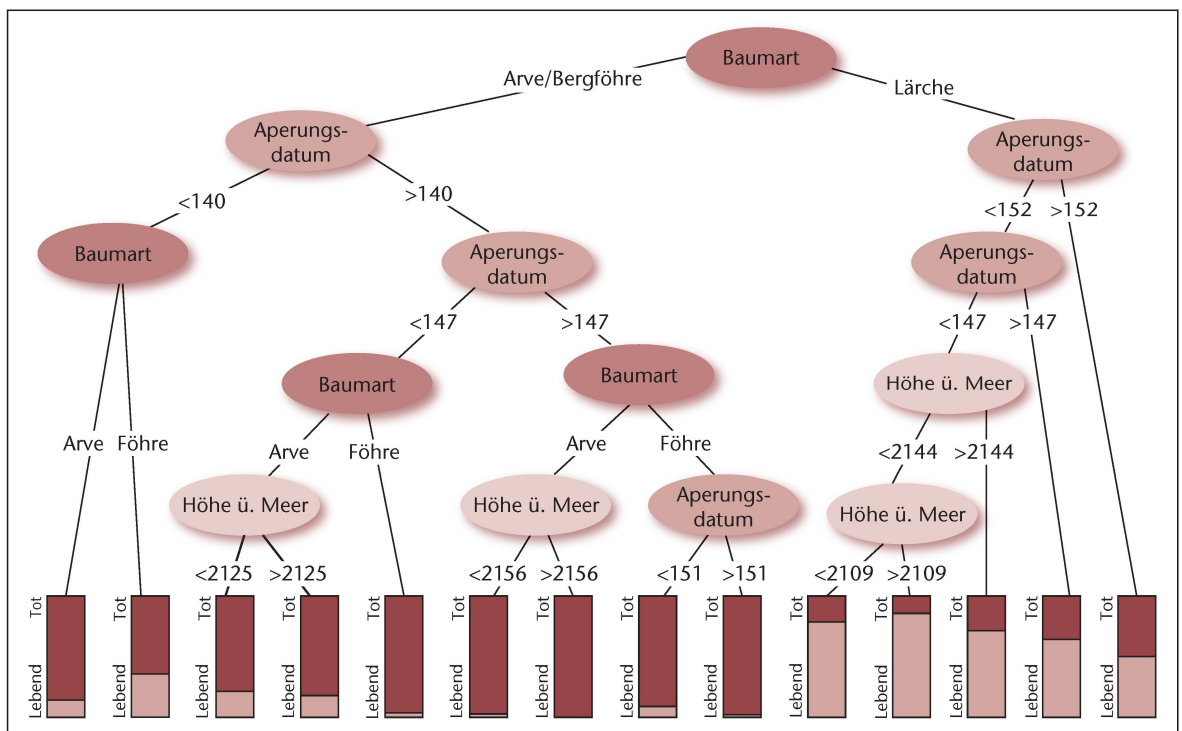 Baumart
Arve/Bergföhre
Lärche
Aperungs-
datum
Aperungs-
datum
<140
>140
<152
>152
Baumart
Aperungs-
datum
Aperungs-
datum
<147
>147
<147
>147
Baumart
Baumart
Höhe ü. Meer
Arve
Föhre
Arve
Föhre
Arve
Föhre
<2144
>2144
Höhe ü. Meer
Höhe ü. Meer
Aperungs-
datum
Höhe ü. Meer
<2125
>2125
<2156
>2156
<151
>151
<2109
>2109
Tot
Tot
Tot
Tot
Tot
Tot
Tot
Tot
Tot
Tot
Tot
Tot
Tot
Tot
Lebend
Lebend
Lebend
Lebend
Lebend
Lebend
Lebend
Lebend
Lebend
Lebend
Lebend
Lebend
Lebend
Lebend